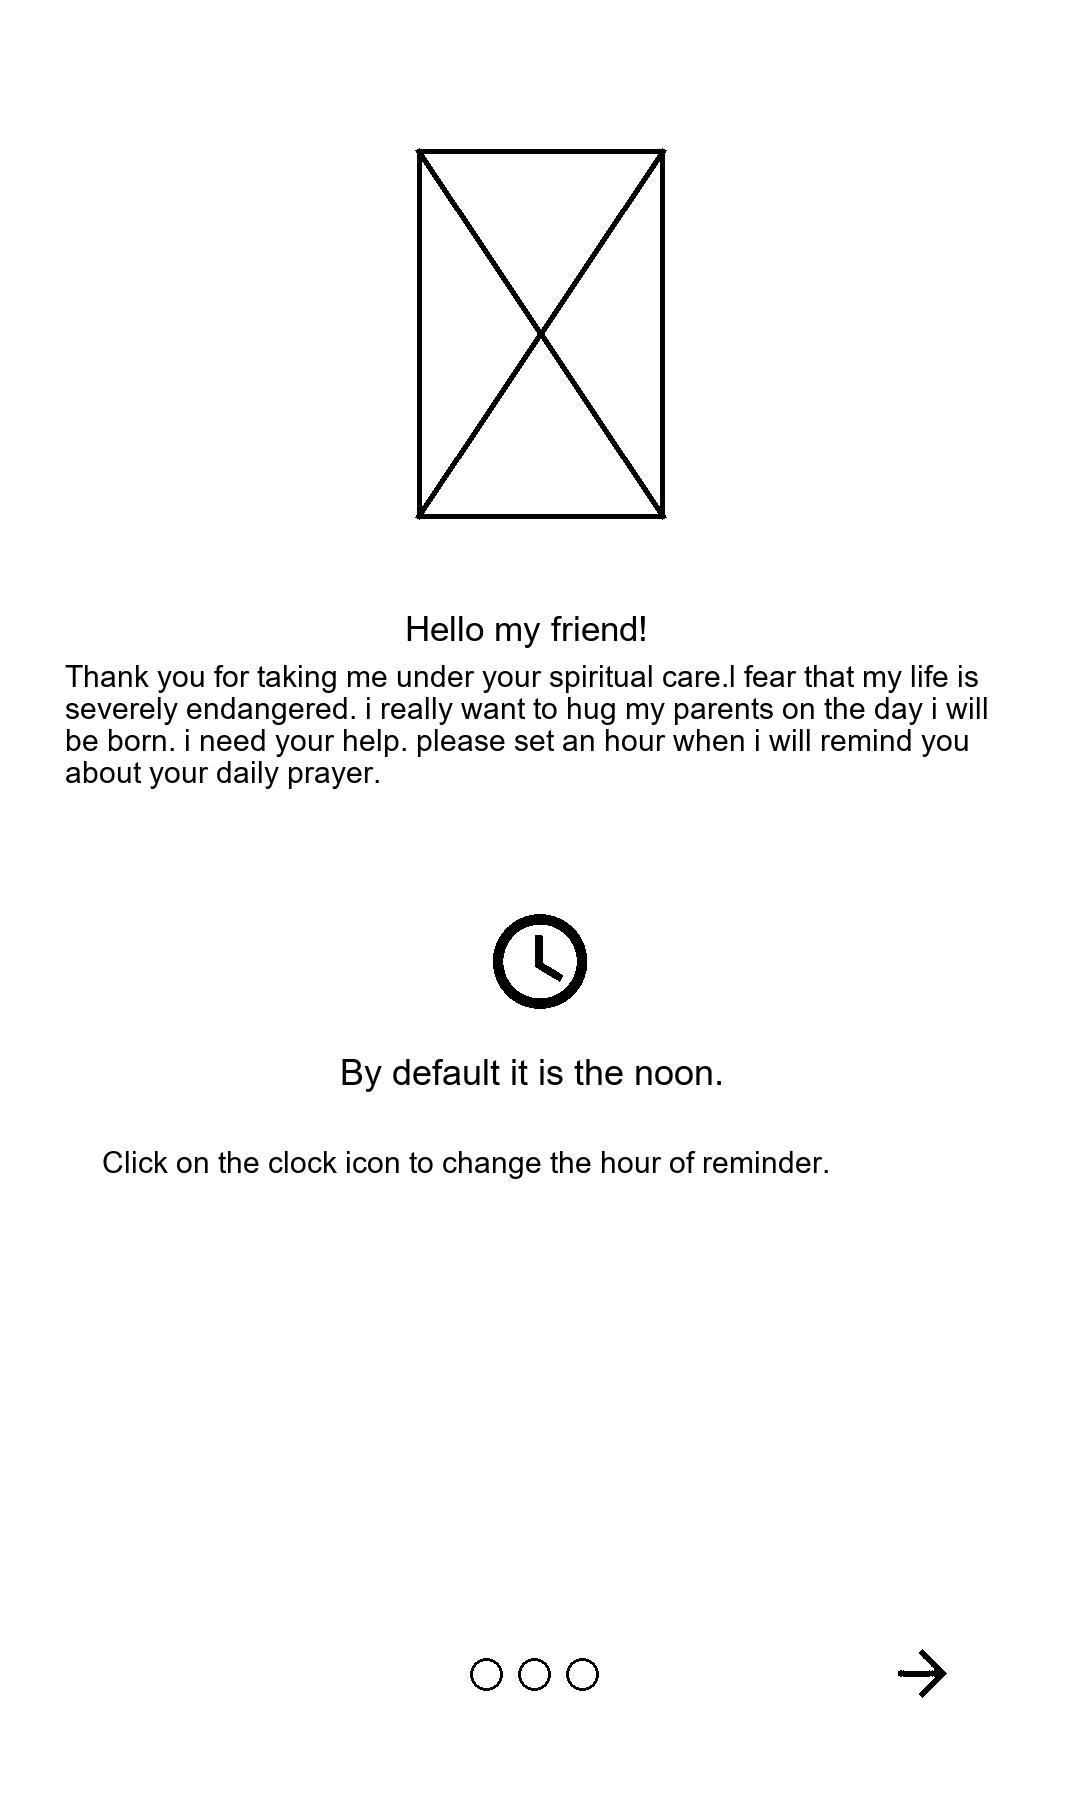 Hello my friend!
Thank you for taking me under your spiritual care.I fear that my life is
severely endangered. i really want to hug my parents on the day i will
be born. i need your help. please set an hour when i will remind you
about your daily prayer.
By default it is the noon.
Click on the clock icon to change the hour of reminder.